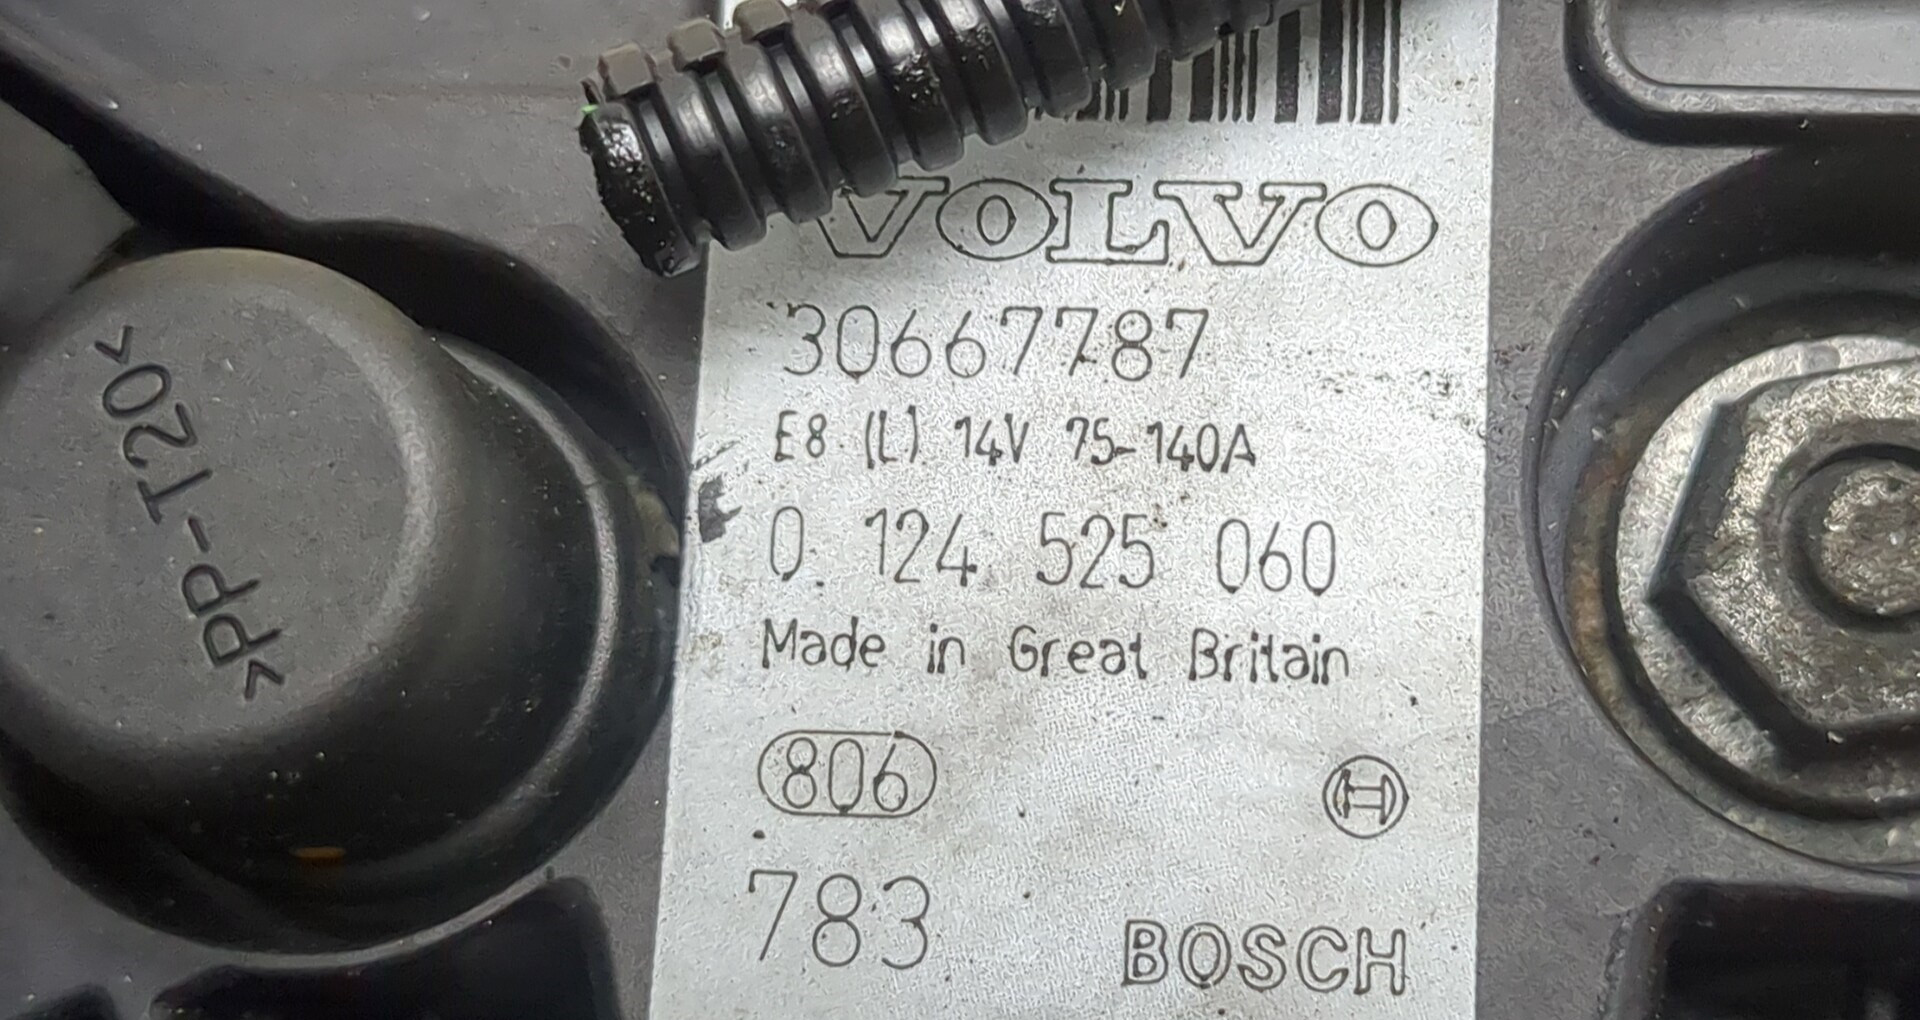 VOLVO
30667787
E8 (L) 14V 75-140A
0 124 525 060
Made in Great Britain
806
783
BOSCH
>PP-T20<